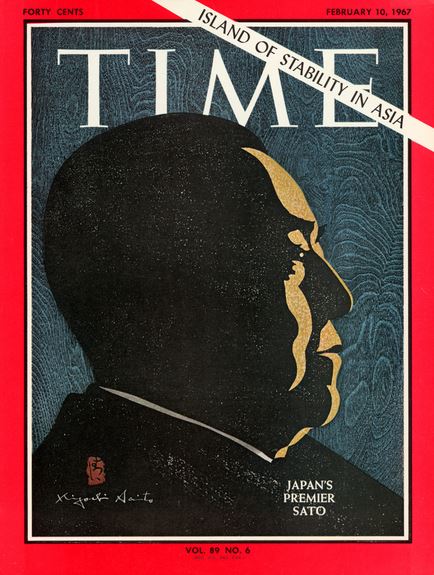 FORTY CENTS
FEBRUARY 10, 1967
ISLAND OF STABILITY IN ASIA
TIME
JAPAN'S
PREMIER
SATO
Kiyoshi Saito
VOL. 89 NO. 6